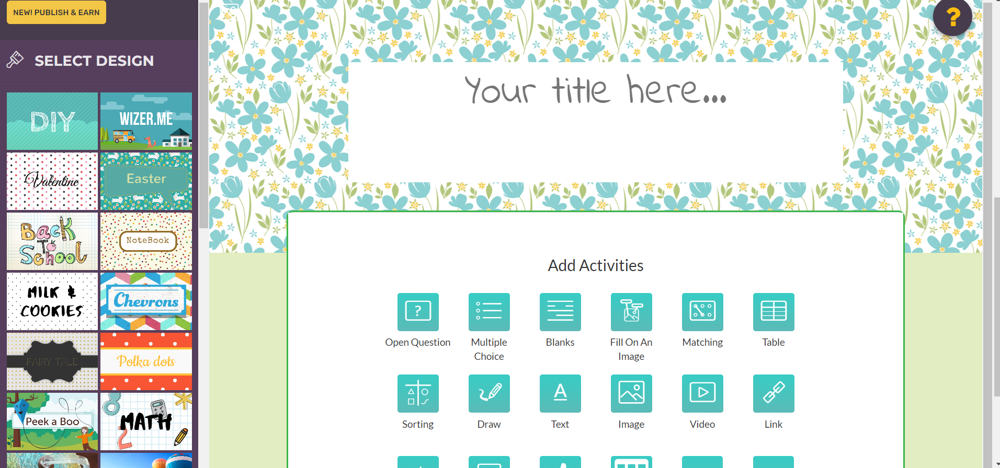 NEW! PUBLISH & EARN
SELECT DESIGN
DIY
WIZER.ME
Valentine
Easter
Back
To
School
NoteBook
MILK &
COOKIES
Chevrons
FAIRY TALE
Polka dots
Peek a Boo
MATH
2
?
Your title here...
Add Activities
?
Open Question
Multiple
Choice
Blanks
Fill On An
Image
Matching
Table
Sorting
Draw
A
Text
Image
Video
Link